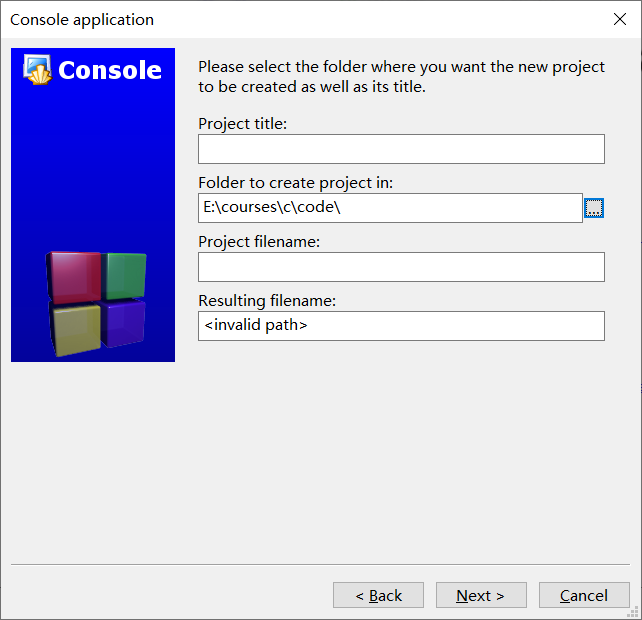 Console application
Console
Please select the folder where you want the new project
to be created as well as its title.
Project title:
Folder to create project in:
E:\courses\c\code\
...
Project filename:
Resulting filename:
<invalid path>
< Back
Next >
Cancel